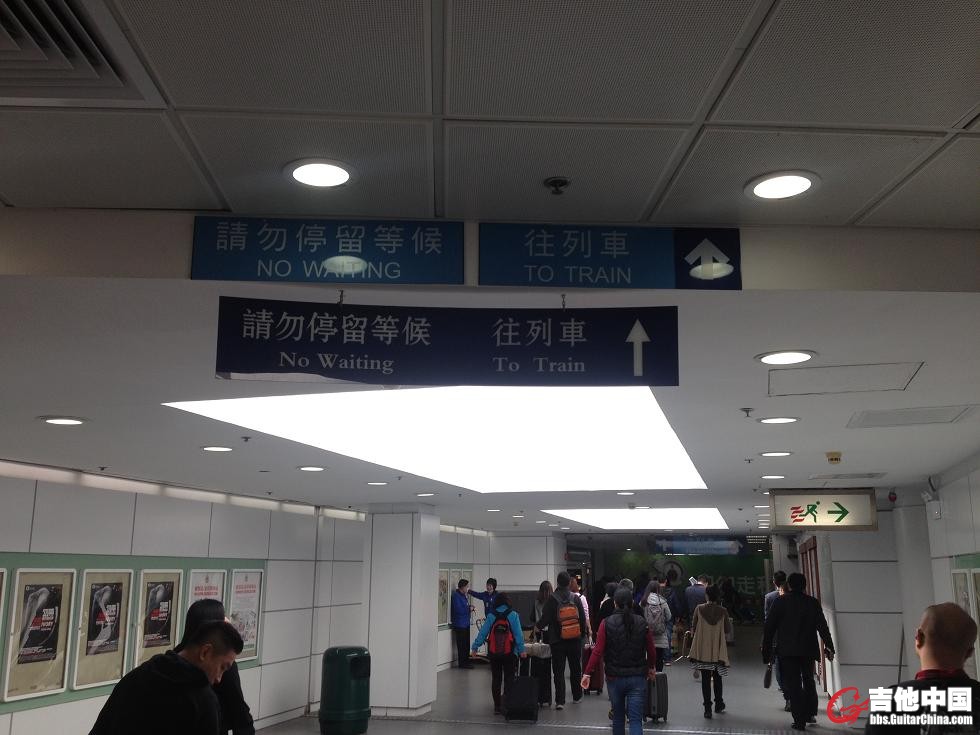 請勿停留等候
NO WAITING
往列車
TO TRAIN
請勿停留等候
No Waiting
往列車
To Train
IVORY
吉他中国
bbs.GuitarChina.com